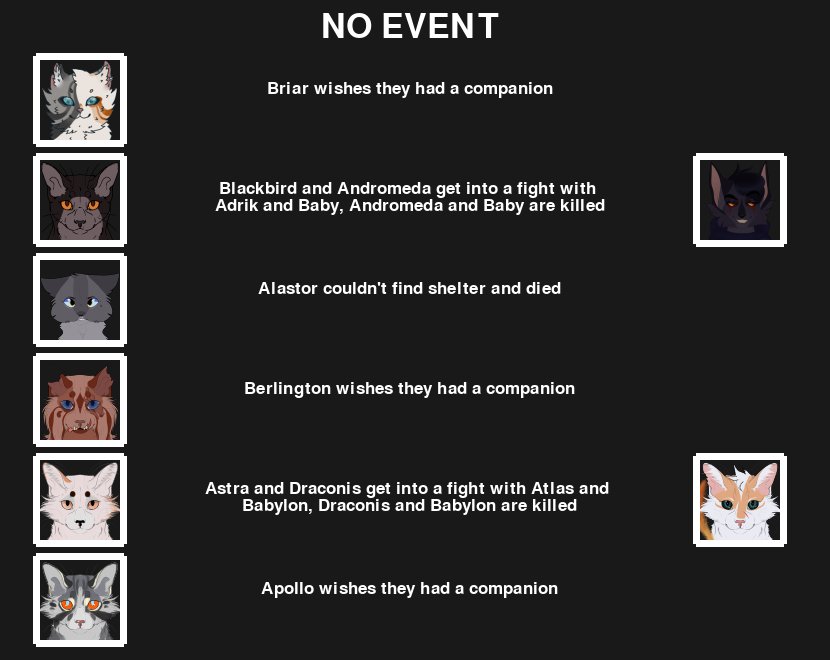 NO EVENT
Briar wishes they had a companion
Blackbird and Andromeda get into a fight with
Adrik and Baby, Andromeda and Baby are killed
Alastor couldn't find shelter and died
Berlington wishes they had a companion
Astra and Draconis get into a fight with Atlas and
Babylon, Draconis and Babylon are killed
Apollo wishes they had a companion